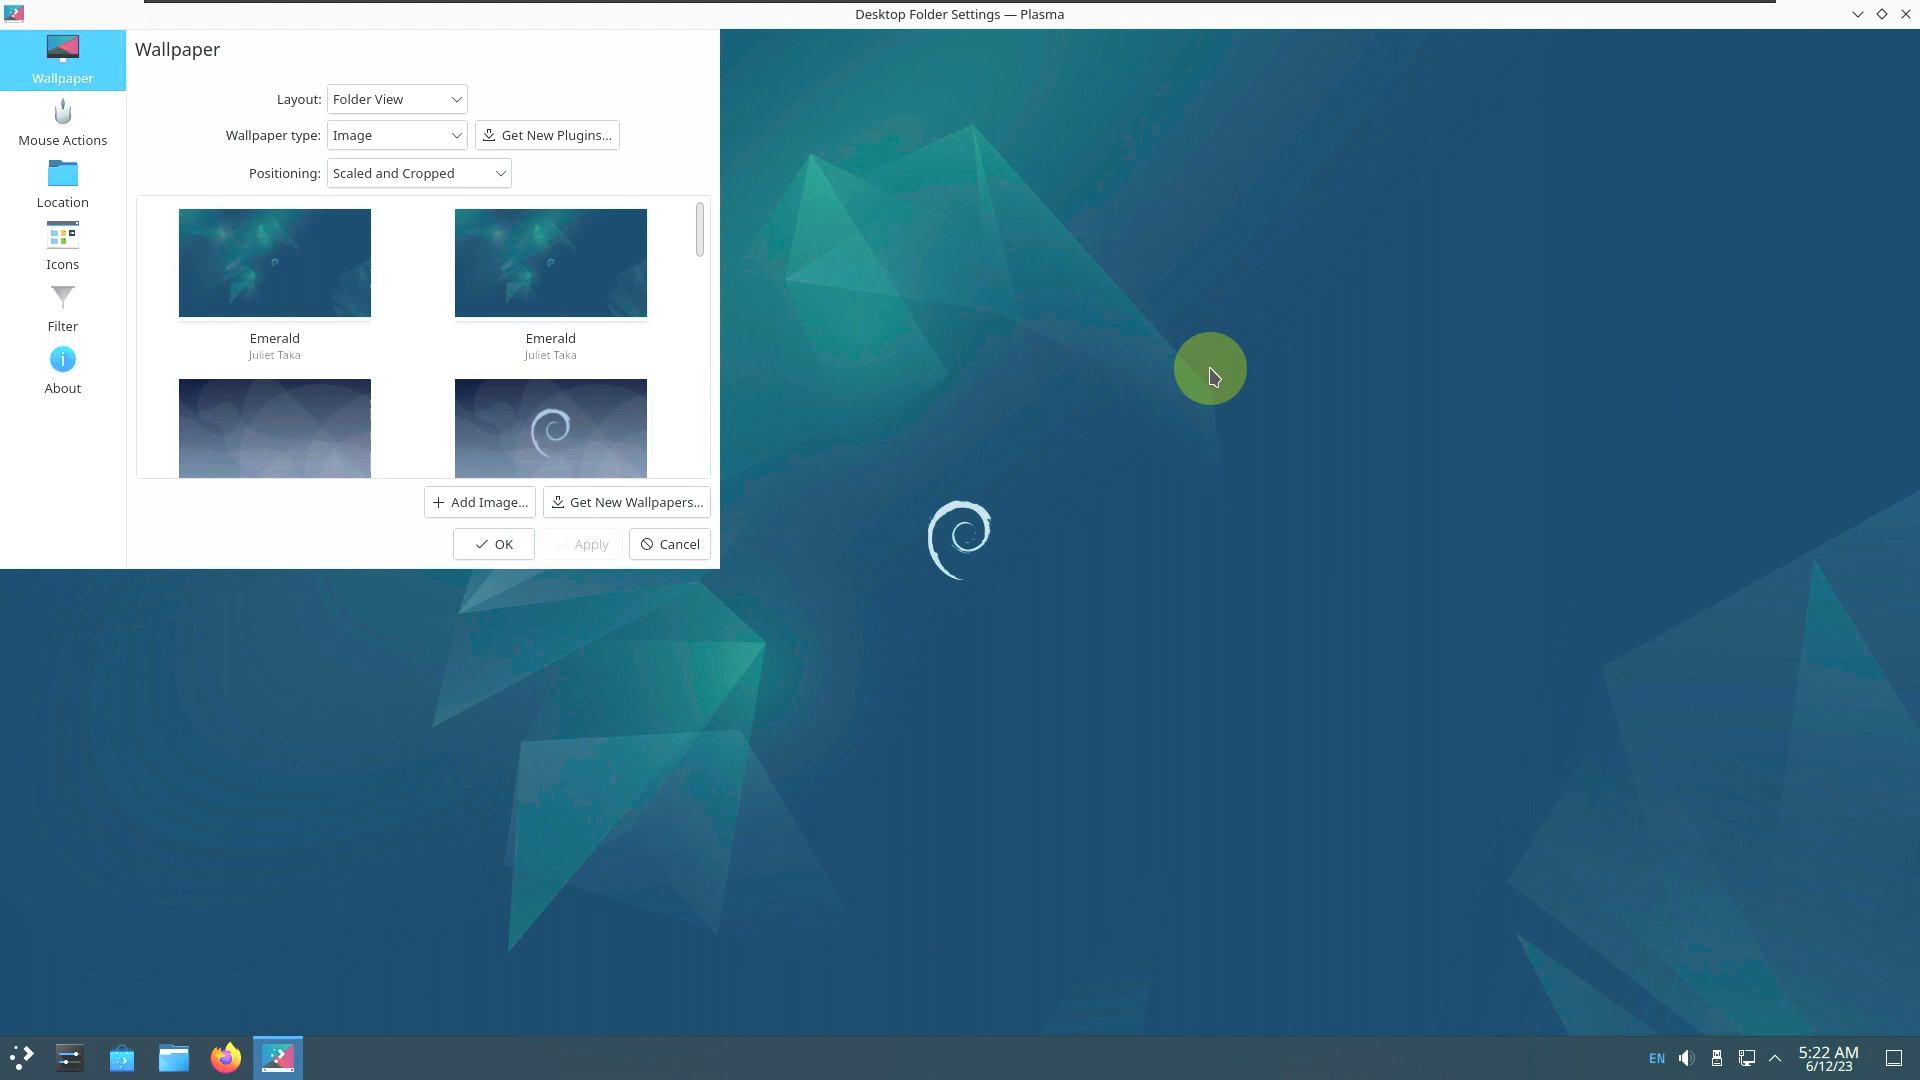 Desktop Folder Settings — Plasma
Wallpaper
Mouse Actions
Location
Icons
Filter
About
Wallpaper
Layout: Folder View
Wallpaper type: Image Get New Plugins...
Positioning: Scaled and Cropped
Emerald Emerald
Juliet Taka Juliet Taka
Add Image... Get New Wallpapers...
OK Apply Cancel
EN 5:22 AM
6/12/23